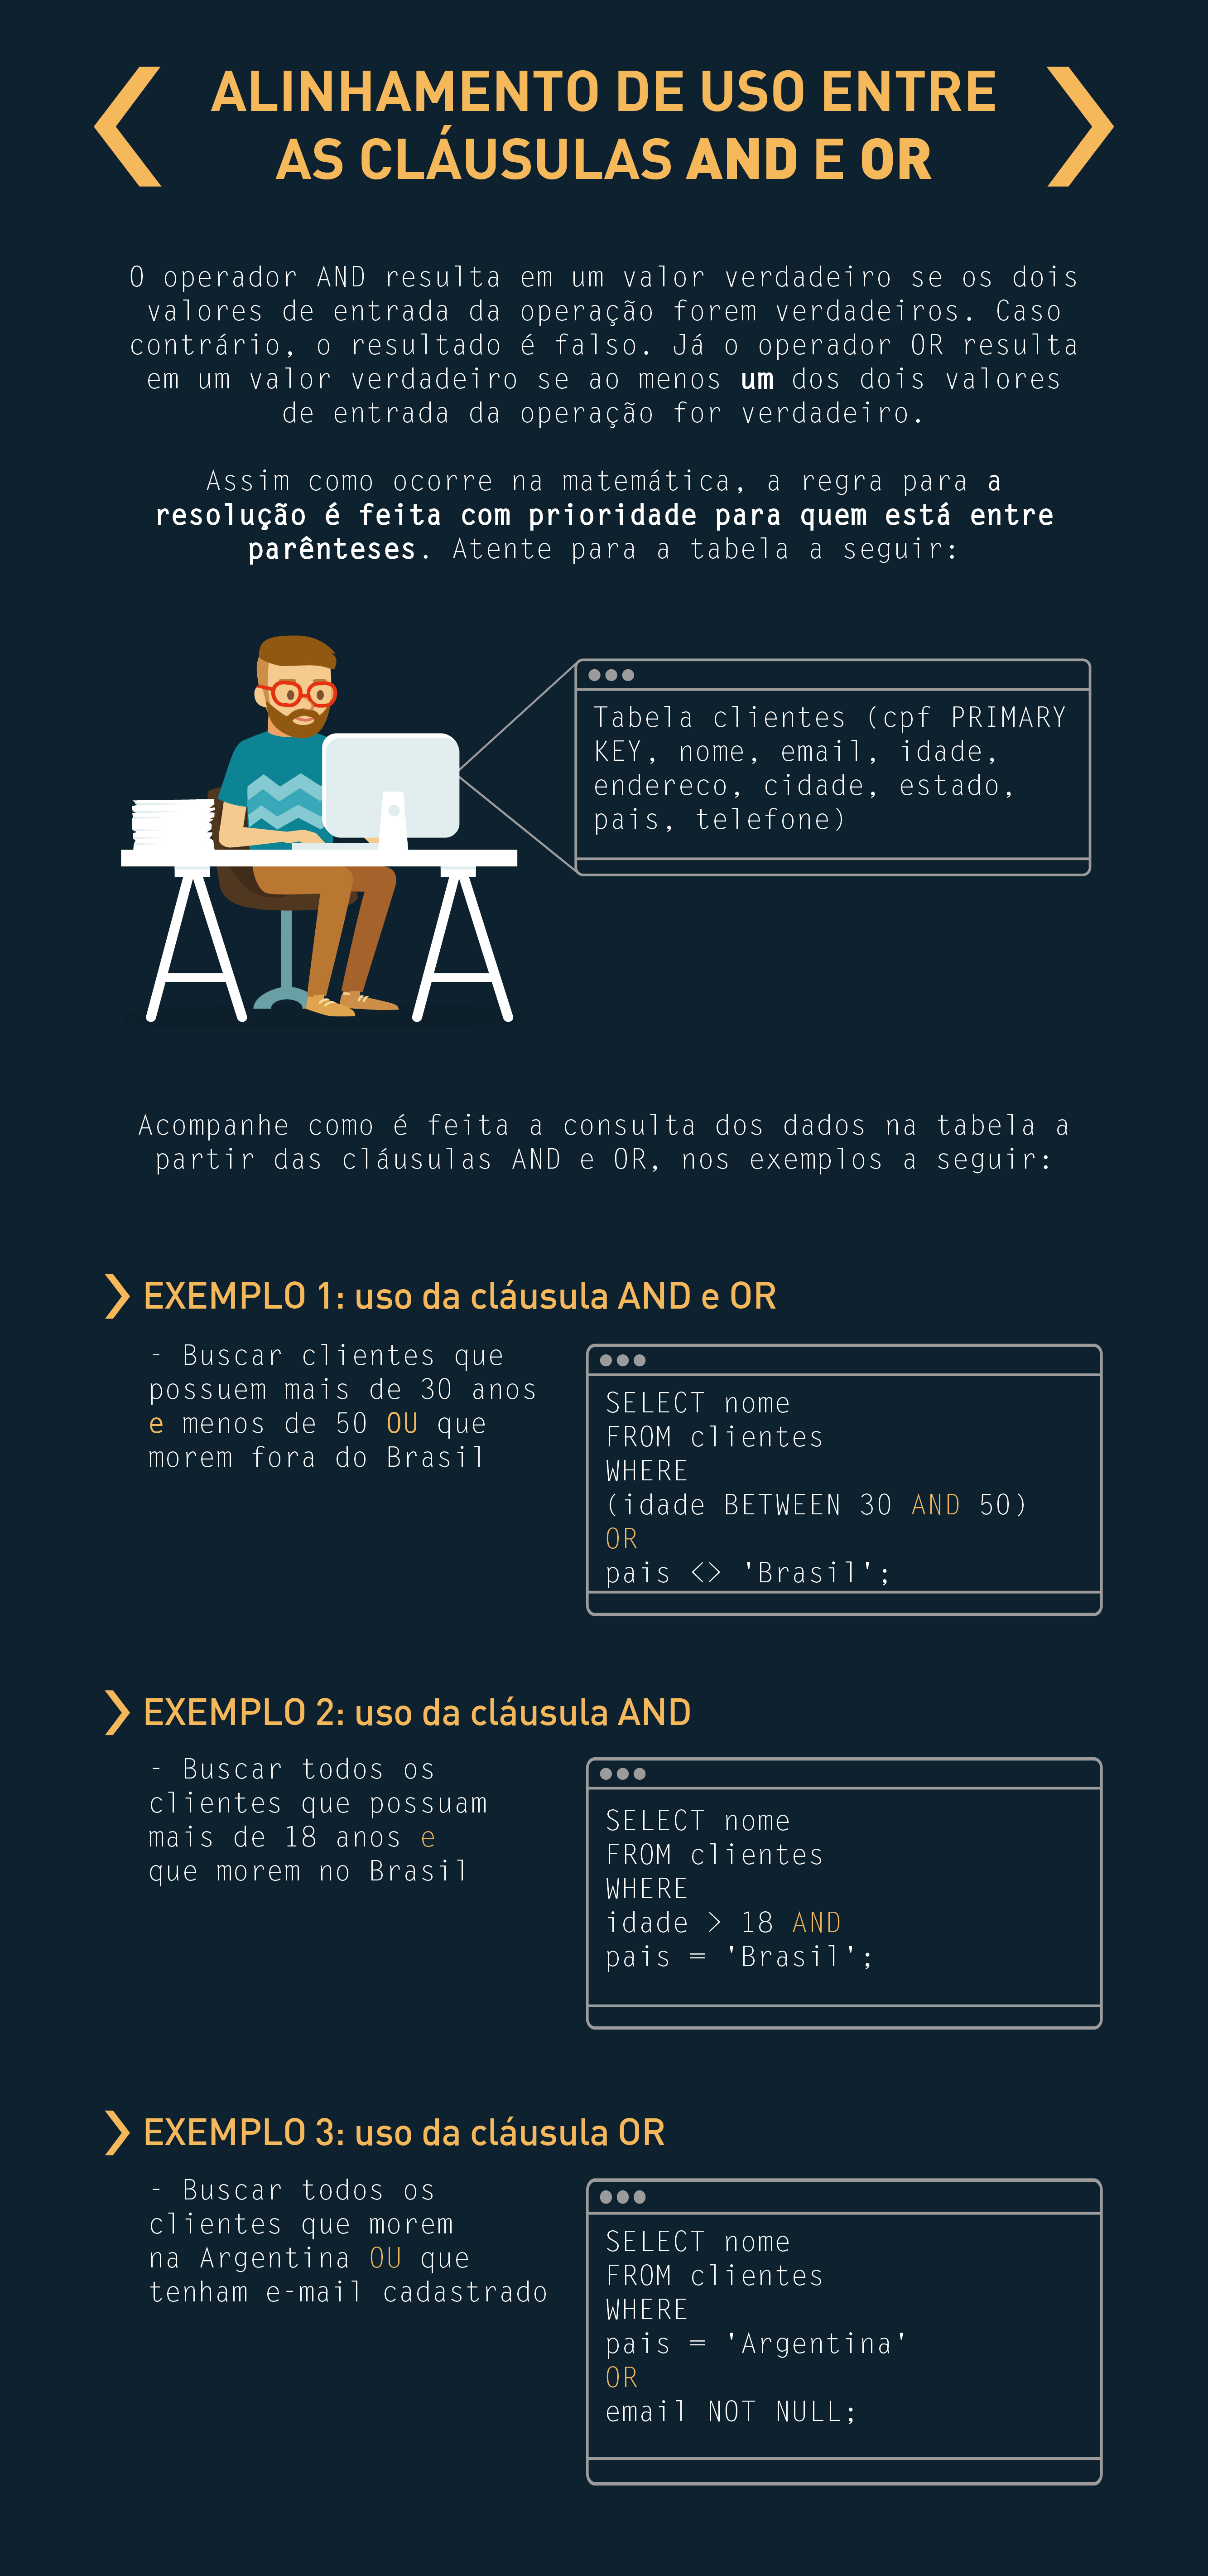 ALINHAMENTO DE USO ENTRE
AS CLÁUSULAS AND E OR
O operador AND resulta em um valor verdadeiro se os dois
valores de entrada da operação forem verdadeiros. Caso
contrário, o resultado é falso. Já o operador OR resulta
em um valor verdadeiro se ao menos um dos dois valores
de entrada da operação for verdadeiro.
Assim como ocorre na matemática, a regra para a
resolução é feita com prioridade para quem está entre
parênteses. Atente para a tabela a seguir:
Tabela clientes (cpf PRIMARY
KEY, nome, email, idade,
endereco, cidade, estado,
pais, telefone)
Acompanhe como é feita a consulta dos dados na tabela a
partir das cláusulas AND e OR, nos exemplos a seguir:
EXEMPLO 1: uso da cláusula AND e OR
- Buscar clientes que
possuem mais de 30 anos
e menos de 50 OU que
morem fora do Brasil
SELECT nome
FROM clientes
WHERE
(idade BETWEEN 30 AND 50)
OR
pais <> 'Brasil';
EXEMPLO 2: uso da cláusula AND
- Buscar todos os
clientes que possuam
mais de 18 anos e
que morem no Brasil
SELECT nome
FROM clientes
WHERE
idade > 18 AND
pais = 'Brasil';
EXEMPLO 3: uso da cláusula OR
- Buscar todos os
clientes que morem
na Argentina OU que
tenham e-mail cadastrado
SELECT nome
FROM clientes
WHERE
pais = 'Argentina'
OR
email NOT NULL;